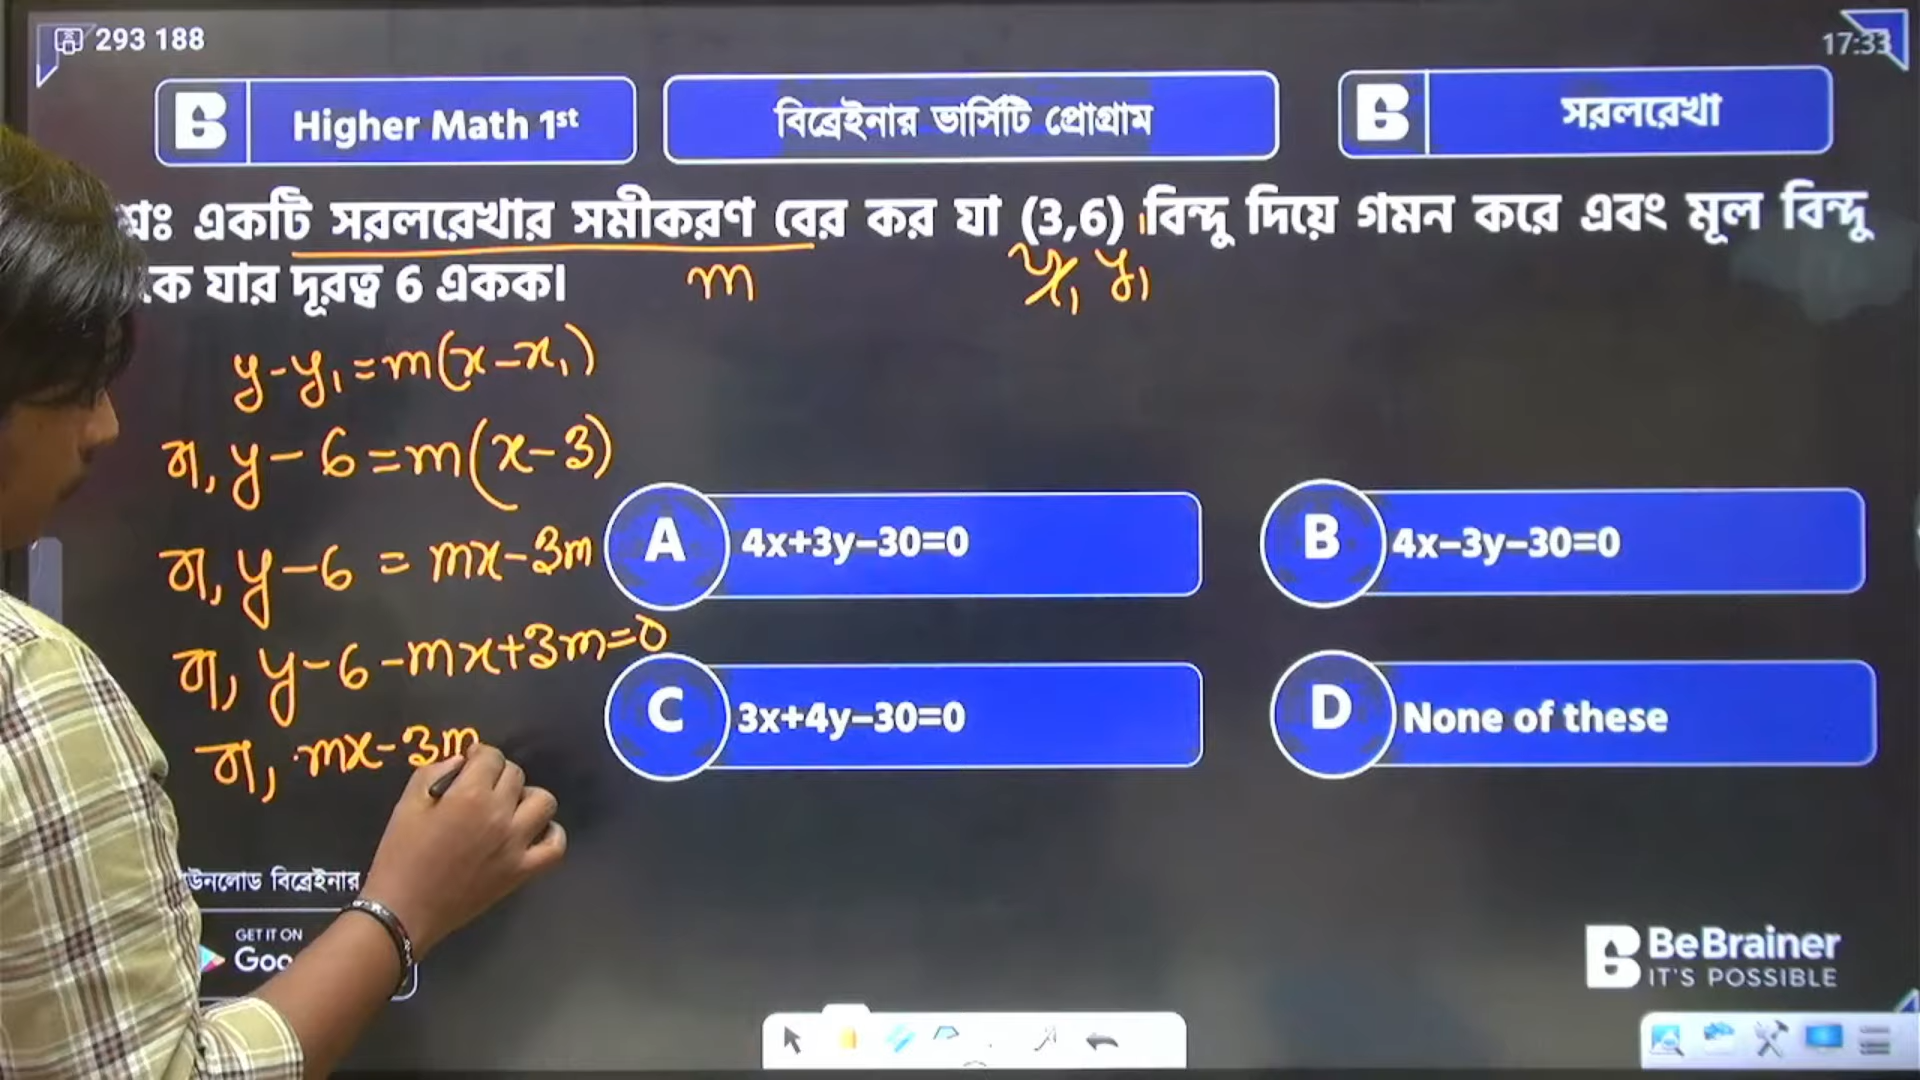 293 188
17:33
Higher Math 1st
বিব্রেইনার ভার্সিটি প্রোগ্রাম
সরলরেখা
একটি সরলরেখার সমীকরণ বের কর যা (3,6) বিন্দু দিয়ে গমন করে এবং মূল বিন্দু
যার দূরত্ব 6 একক।
m
x₁ y₁
y-y₁=m(x-x₁)
বা, y-6=m(x-3)
বা, y-6 = mx-3m
বা, y-6-mx+3m=0
বা, mx-3m
A 4x+3y-30=0
B 4x-3y-30=0
C 3x+4y-30=0
D None of these
বিব্রেইনার
GET IT ON
BeBrainer
IT'S POSSIBLE